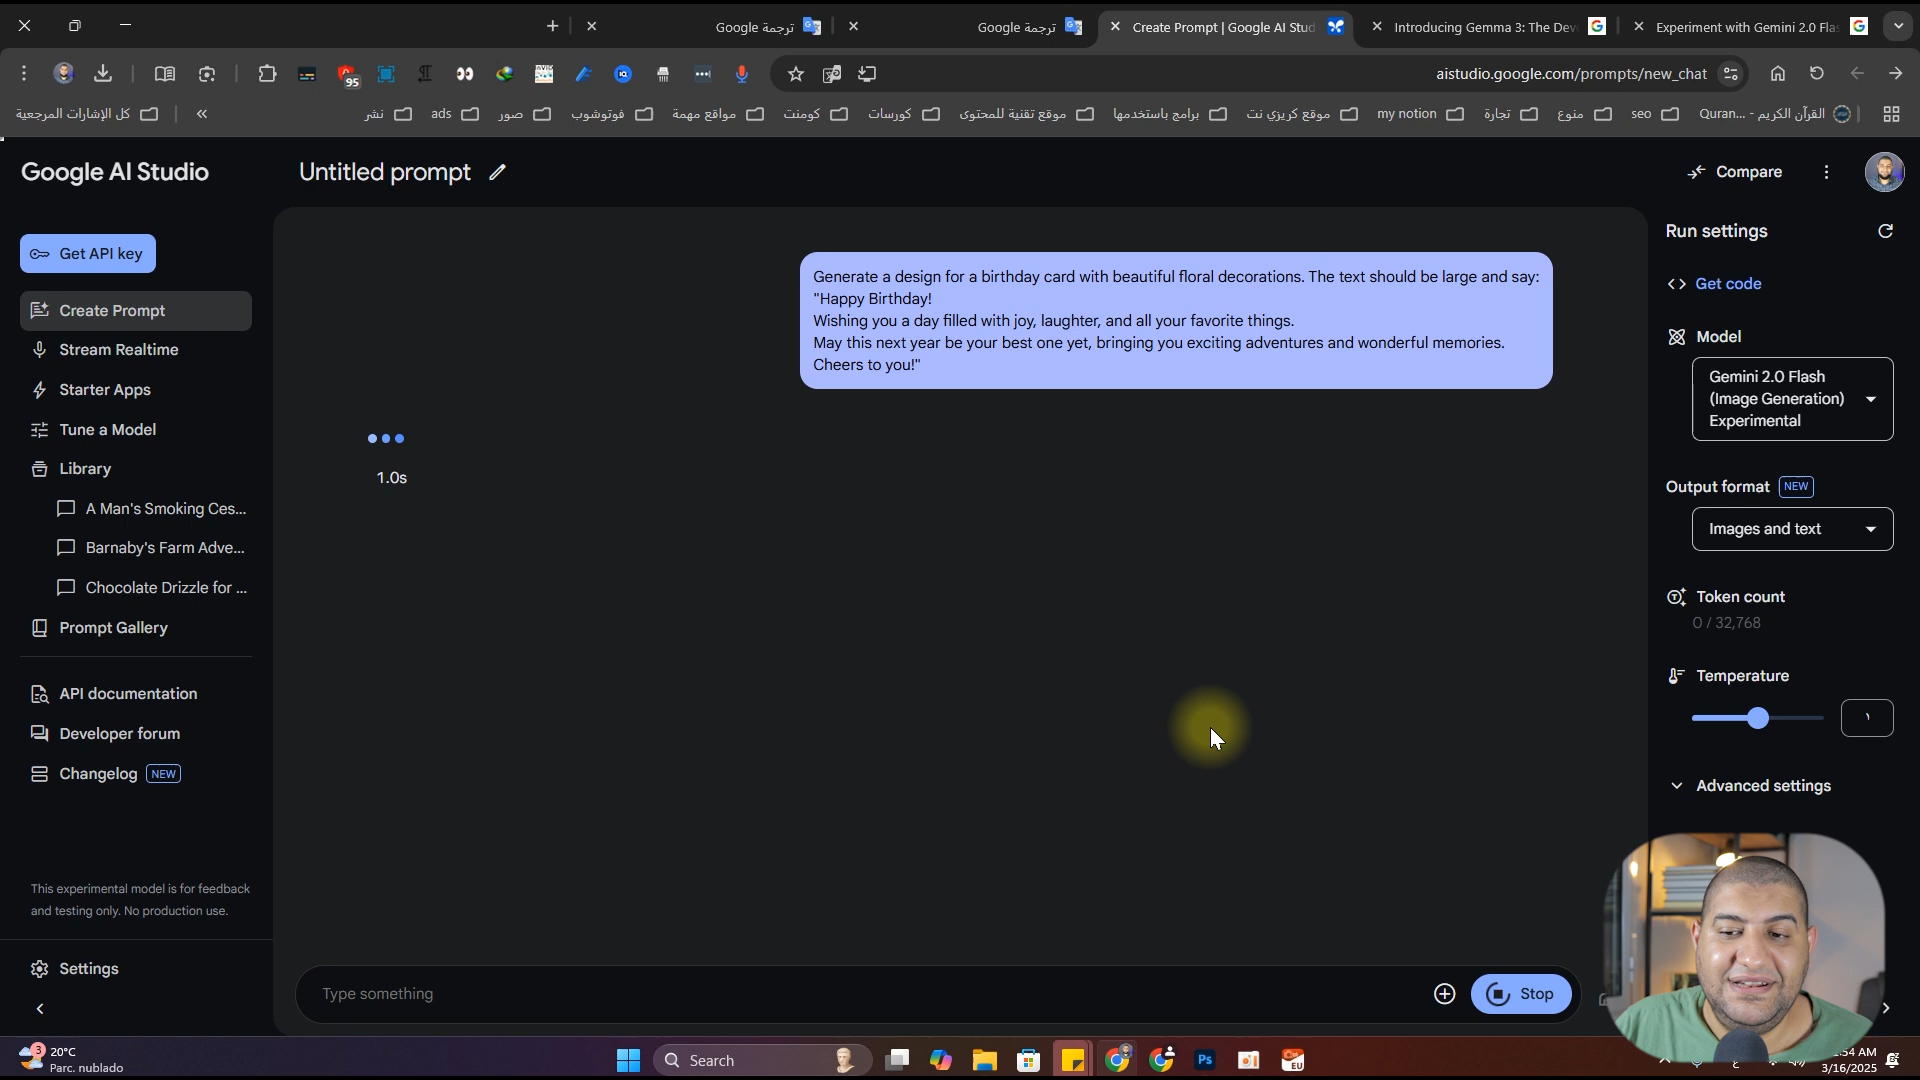 ترجمة Google
ترجمة Google
Create Prompt | Google AI Stud
Introducing Gemma 3: The Dev
Experiment with Gemini 2.0 Flas
95
aistudio.google.com/prompts/new_chat
كل الإشارات المرجعية
«
نشر
ads
صور
فوتوشوب
مواقع مهمة
كومنت
كورسات
موقع تقنية للمحتوى
برامج باستخدمها
موقع كريزي نت
my notion
تجارة
منوع
seo
القرآن الكريم - ...Quran
Google AI Studio
Untitled prompt
Compare
Get API key
Create Prompt
Stream Realtime
Starter Apps
Tune a Model
Library
A Man's Smoking Ces...
Barnaby's Farm Adve...
Chocolate Drizzle for ...
Prompt Gallery
API documentation
Developer forum
Changelog NEW
This experimental model is for feedback
and testing only. No production use.
Settings
Generate a design for a birthday card with beautiful floral decorations. The text should be large and say:
"Happy Birthday!
Wishing you a day filled with joy, laughter, and all your favorite things.
May this next year be your best one yet, bringing you exciting adventures and wonderful memories.
Cheers to you!"
1.0s
Type something
Stop
Run settings
Get code
Model
Gemini 2.0 Flash
(Image Generation)
Experimental
Output format NEW
Images and text
Token count
0 / 32,768
Temperature
١
Advanced settings
3
20°C
Parc. nublado
Search
Ps
EU
:54 AM
3/16/2025